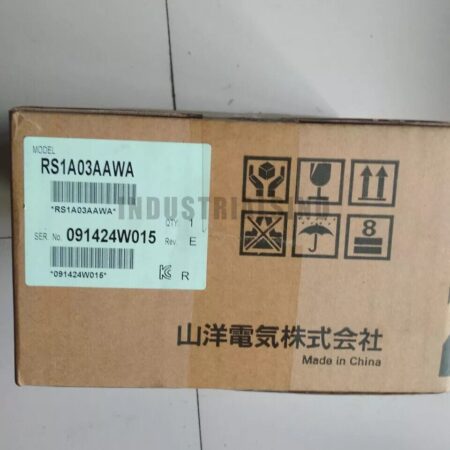 MODEL
RS1A03AAWA
*RS1A03AAWA*
QTY. 1
SER. No. 091424W015 Rev. E
*091424W015*
R
8
山洋電気株式会社
Made in China